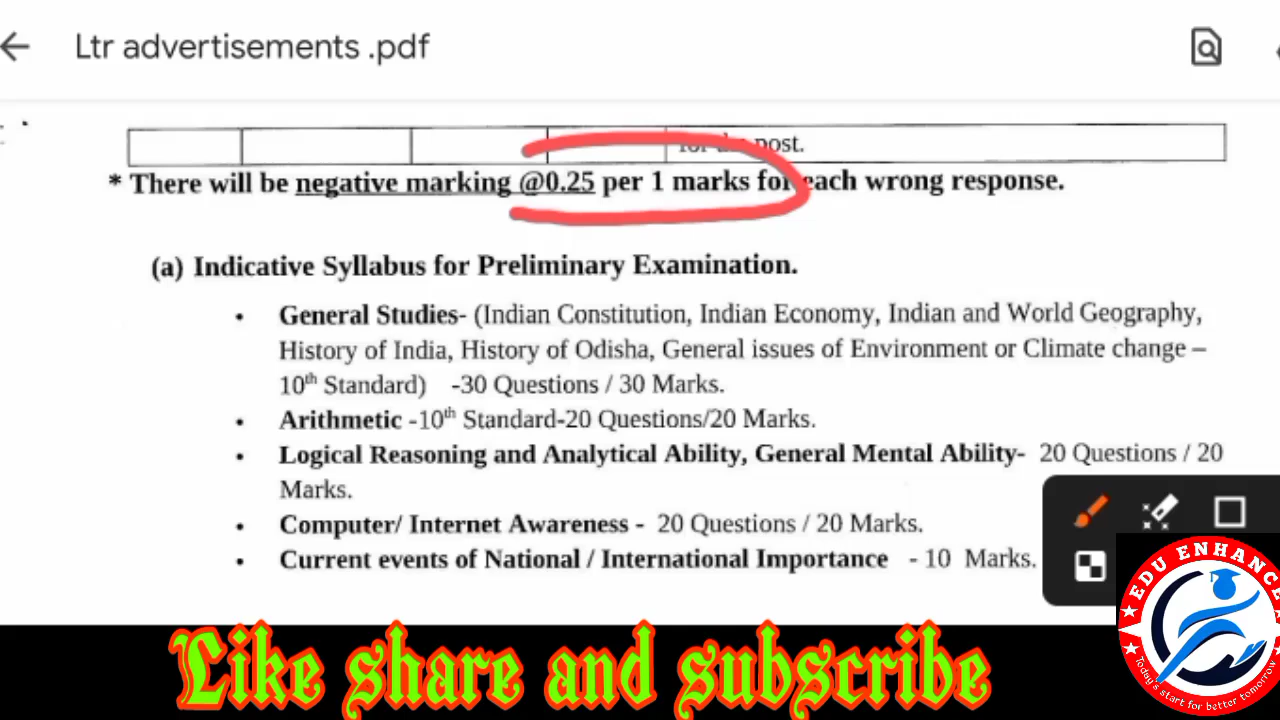 Ltr advertisements .pdf
for the post.
* There will be negative marking @0.25 per 1 marks for each wrong response.
(a) Indicative Syllabus for Preliminary Examination.
• General Studies- (Indian Constitution, Indian Economy, Indian and World Geography,
History of India, History of Odisha, General issues of Environment or Climate change –
10th Standard) -30 Questions / 30 Marks.
• Arithmetic -10th Standard-20 Questions/20 Marks.
• Logical Reasoning and Analytical Ability, General Mental Ability- 20 Questions / 20
Marks.
• Computer/ Internet Awareness - 20 Questions / 20 Marks.
• Current events of National / International Importance - 10 Marks.
EDU ENHANCE
Today's start for better tomorrow
Like share and subscribe